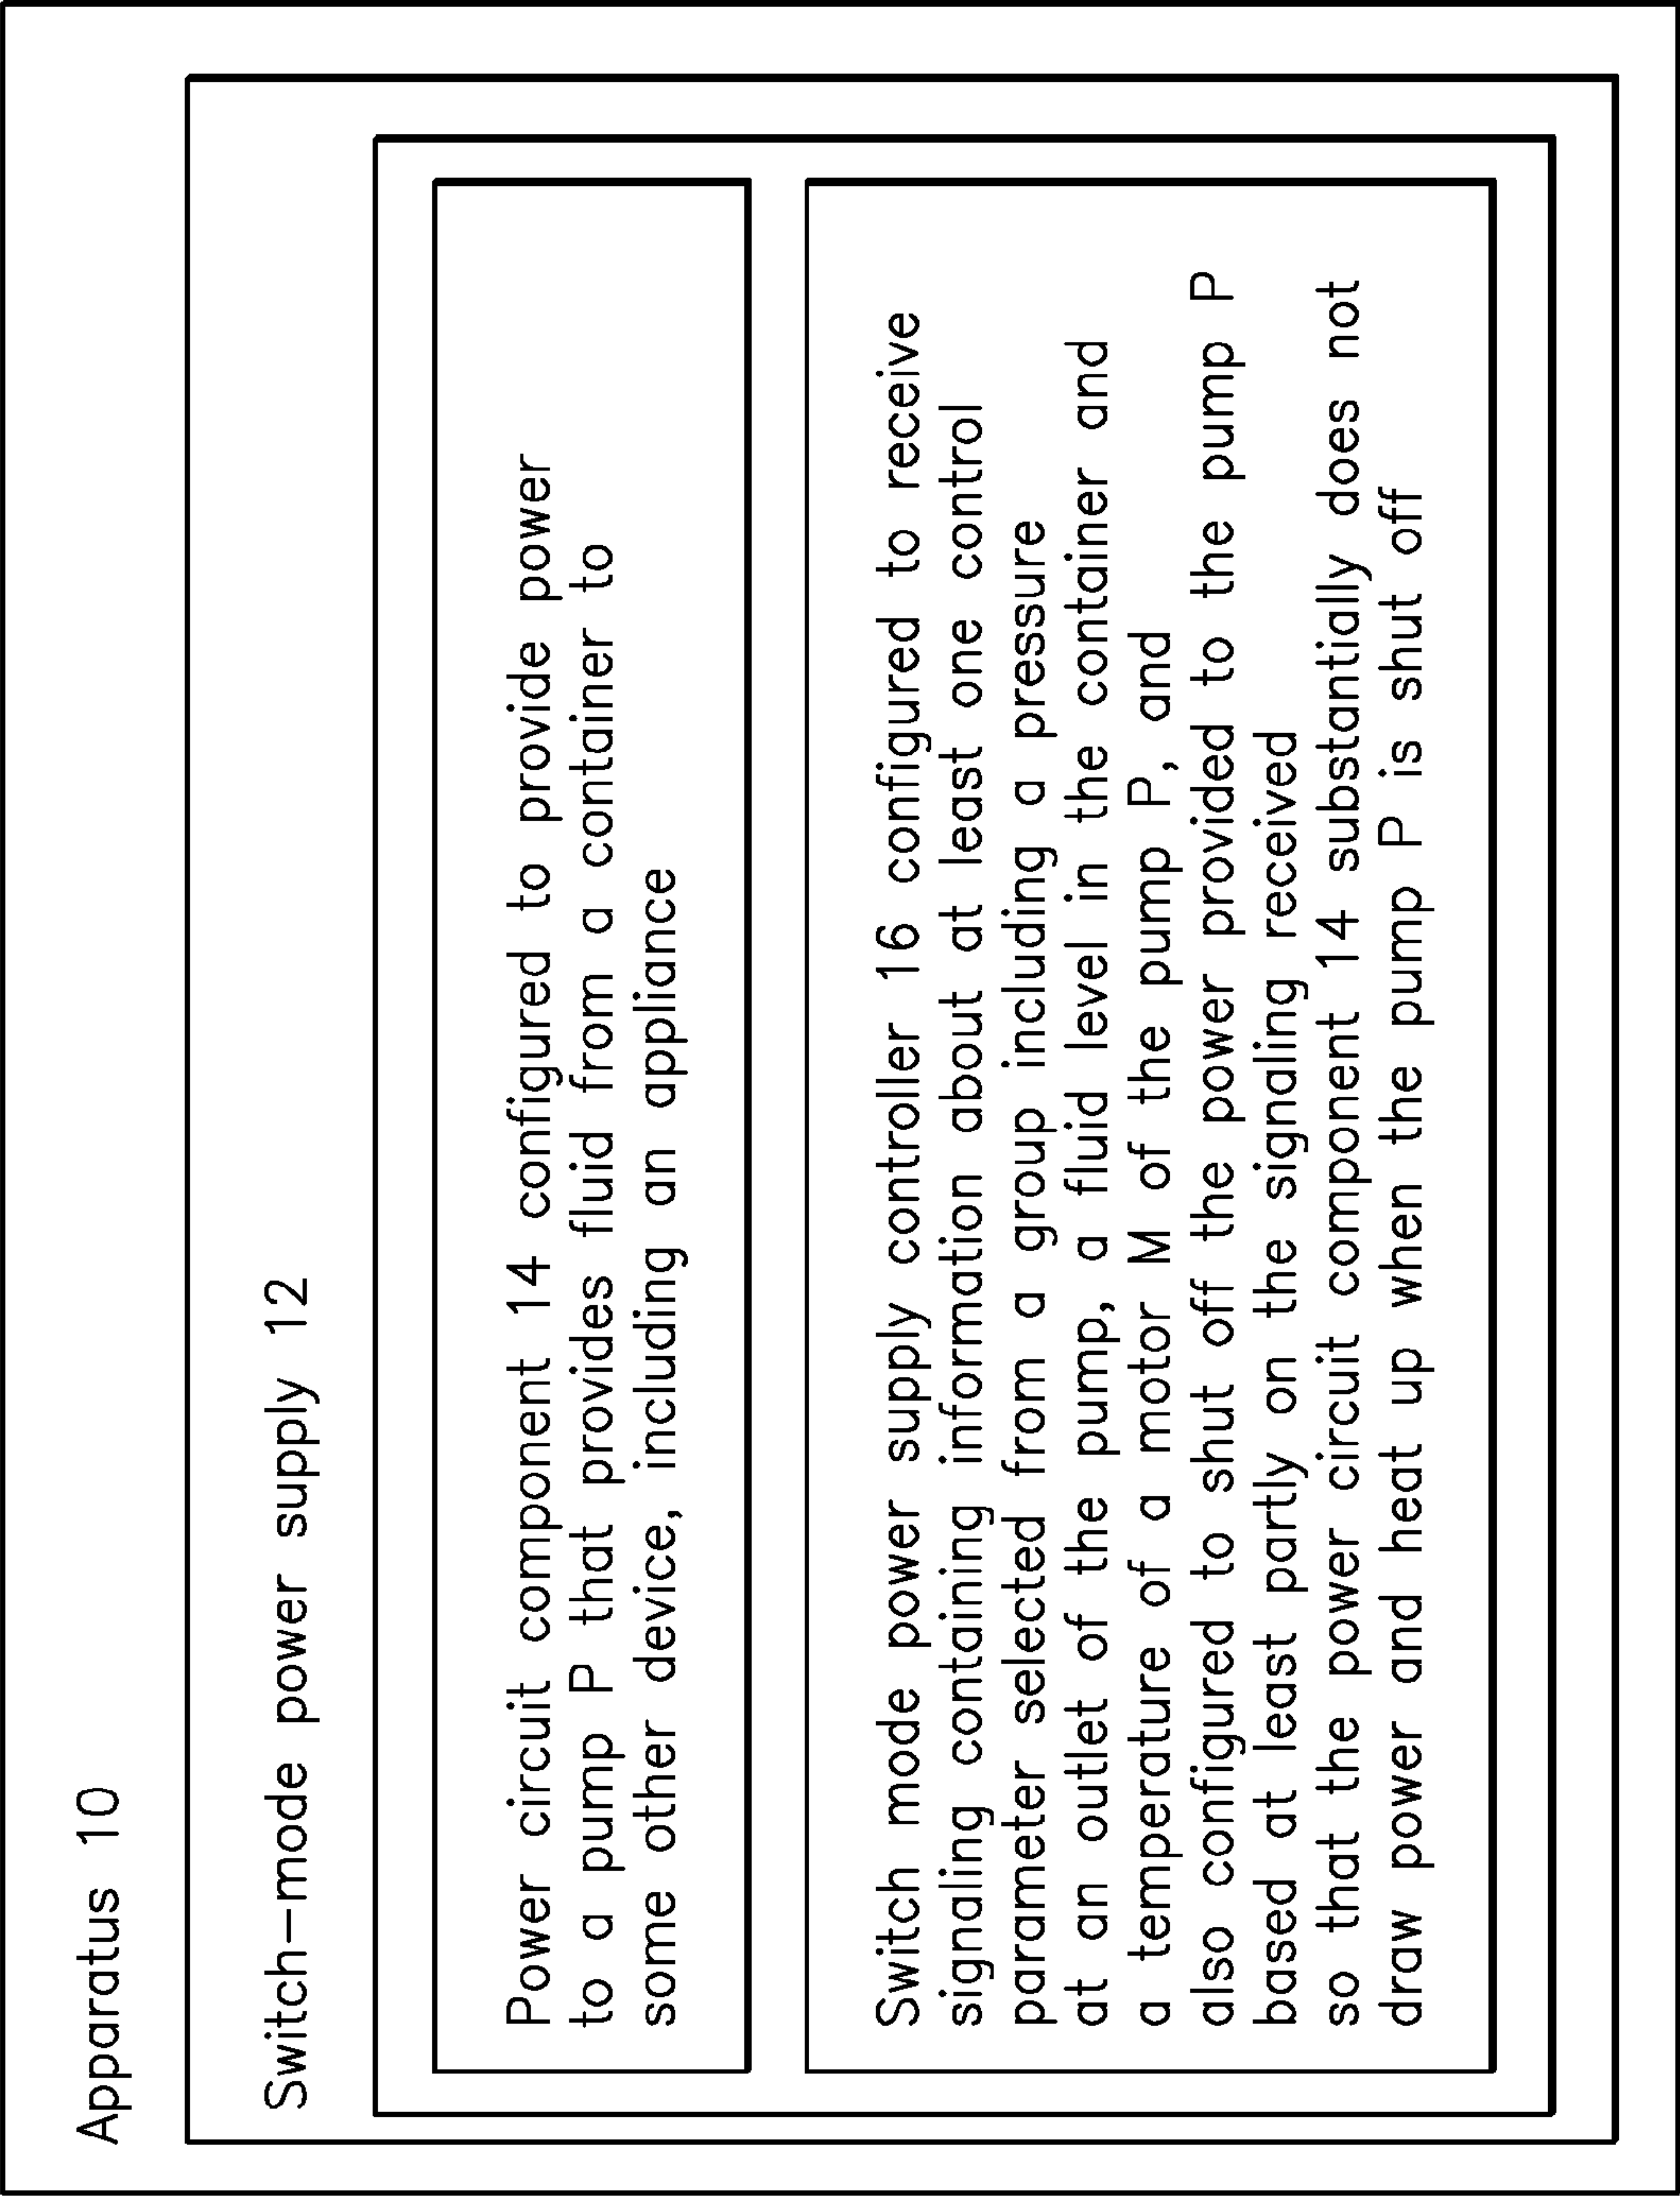 Apparatus 10
Switch-mode power supply 12
Power circuit component 14 configured to provide power
to a pump P that provides fluid from a container to
some other device, including an appliance
Switch mode power supply controller 16 configured to receive
signaling containing information about at least one control
parameter selected from a group including a pressure
at an outlet of the pump, a fluid level in the container and
a temperature of a motor M of the pump P, and
also configured to shut off the power provided to the pump P
based at least partly on the signaling received
so that the power circuit component 14 substantially does not
draw power and heat up when the pump P is shut off